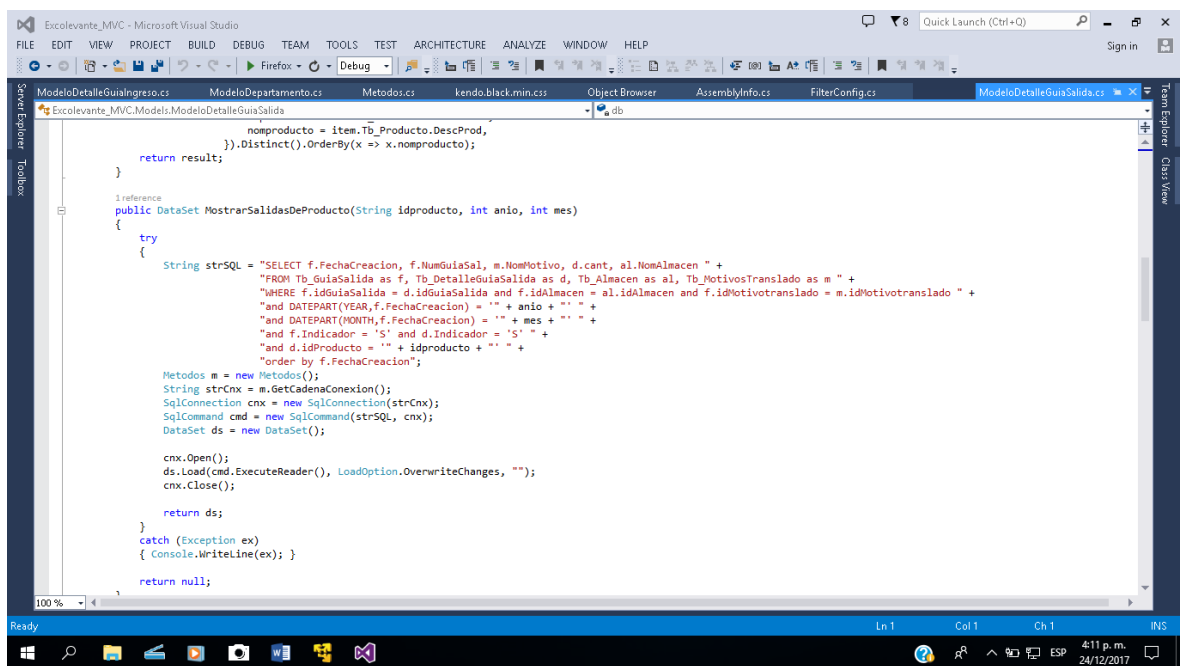 Excolevante_MVC - Microsoft Visual Studio
8
Quick Launch (Ctrl+Q)
FILE EDIT VIEW PROJECT BUILD DEBUG TEAM TOOLS TEST ARCHITECTURE ANALYZE WINDOW HELP
Sign in
Firefox Debug
Server Explorer
Toolbox
Team Explorer
Class View
ModeloDetalleGuiaIngreso.cs ModeloDepartamento.cs Metodos.cs kendo.black.min.css Object Browser AssemblyInfo.cs FilterConfig.cs ModeloDetalleGuiaSalida.cs
Excolevante_MVC.Models.ModeloDetalleGuiaSalida db
nomproducto = item.Tb_Producto.DescProd,
}).Distinct().OrderBy(x => x.nomproducto);
return result;
}
1 reference
public DataSet MostrarSalidasDeProducto(String idproducto, int anio, int mes)
{
try
{
String strSQL = "SELECT f.FechaCreacion, f.NumGuiaSal, m.NomMotivo, d.cant, al.NomAlmacen " +
"FROM Tb_GuiaSalida as f, Tb_DetalleGuiaSalida as d, Tb_Almacen as al, Tb_MotivosTranslado as m " +
"WHERE f.idGuiaSalida = d.idGuiaSalida and f.idAlmacen = al.idAlmacen and f.idMotivotranslado = m.idMotivotranslado " +
"and DATEPART(YEAR,f.FechaCreacion) = '" + anio + "' " +
"and DATEPART(MONTH,f.FechaCreacion) = '" + mes + "' " +
"and f.Indicador = 'S' and d.Indicador = 'S' " +
"and d.idProducto = '" + idproducto + "' " +
"order by f.FechaCreacion";
Metodos m = new Metodos();
String strCnx = m.GetCadenaConexion();
SqlConnection cnx = new SqlConnection(strCnx);
SqlCommand cmd = new SqlCommand(strSQL, cnx);
DataSet ds = new DataSet();
cnx.Open();
ds.Load(cmd.ExecuteReader(), LoadOption.OverwriteChanges, "");
cnx.Close();
return ds;
}
catch (Exception ex)
{ Console.WriteLine(ex); }
return null;
100 %
Ready Ln 1 Col 1 Ch 1 INS
ESP
4:11 p. m.
24/12/2017